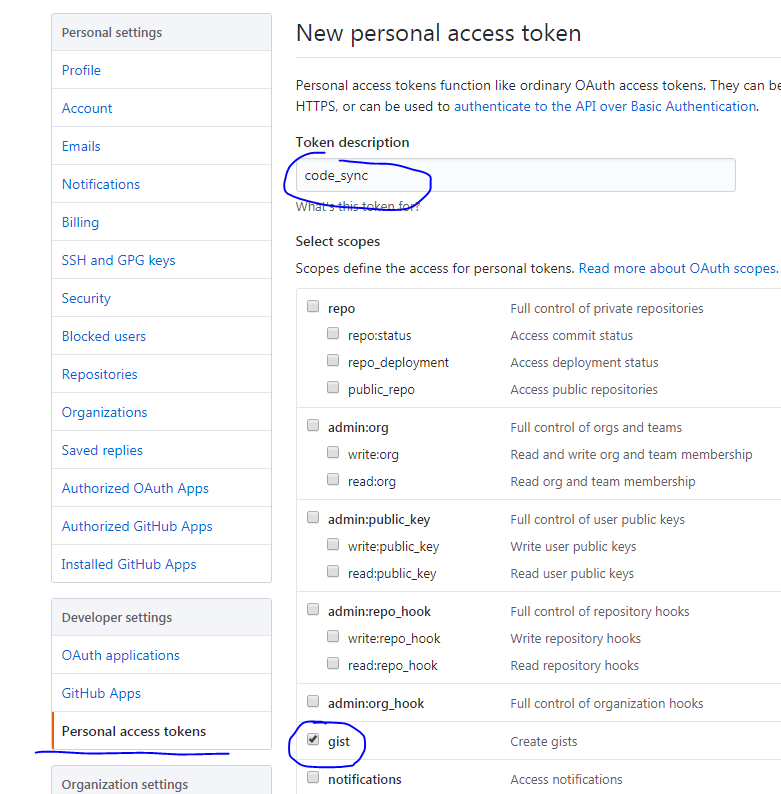 Personal settings
Profile
Account
Emails
Notifications
Billing
SSH and GPG keys
Security
Blocked users
Repositories
Organizations
Saved replies
Authorized OAuth Apps
Authorized GitHub Apps
Installed GitHub Apps
Developer settings
OAuth applications
GitHub Apps
Personal access tokens
Organization settings
New personal access token
Personal access tokens function like ordinary OAuth access tokens. They can be
HTTPS, or can be used to authenticate to the API over Basic Authentication.
Token description
code_sync
What's this token for?
Select scopes
Scopes define the access for personal tokens. Read more about OAuth scopes.
repo Full control of private repositories
repo:status Access commit status
repo_deployment Access deployment status
public_repo Access public repositories
admin:org Full control of orgs and teams
write:org Read and write org and team membership
read:org Read org and team membership
admin:public_key Full control of user public keys
write:public_key Write user public keys
read:public_key Read user public keys
admin:repo_hook Full control of repository hooks
write:repo_hook Write repository hooks
read:repo_hook Read repository hooks
admin:org_hook Full control of organization hooks
gist Create gists
notifications Access notifications